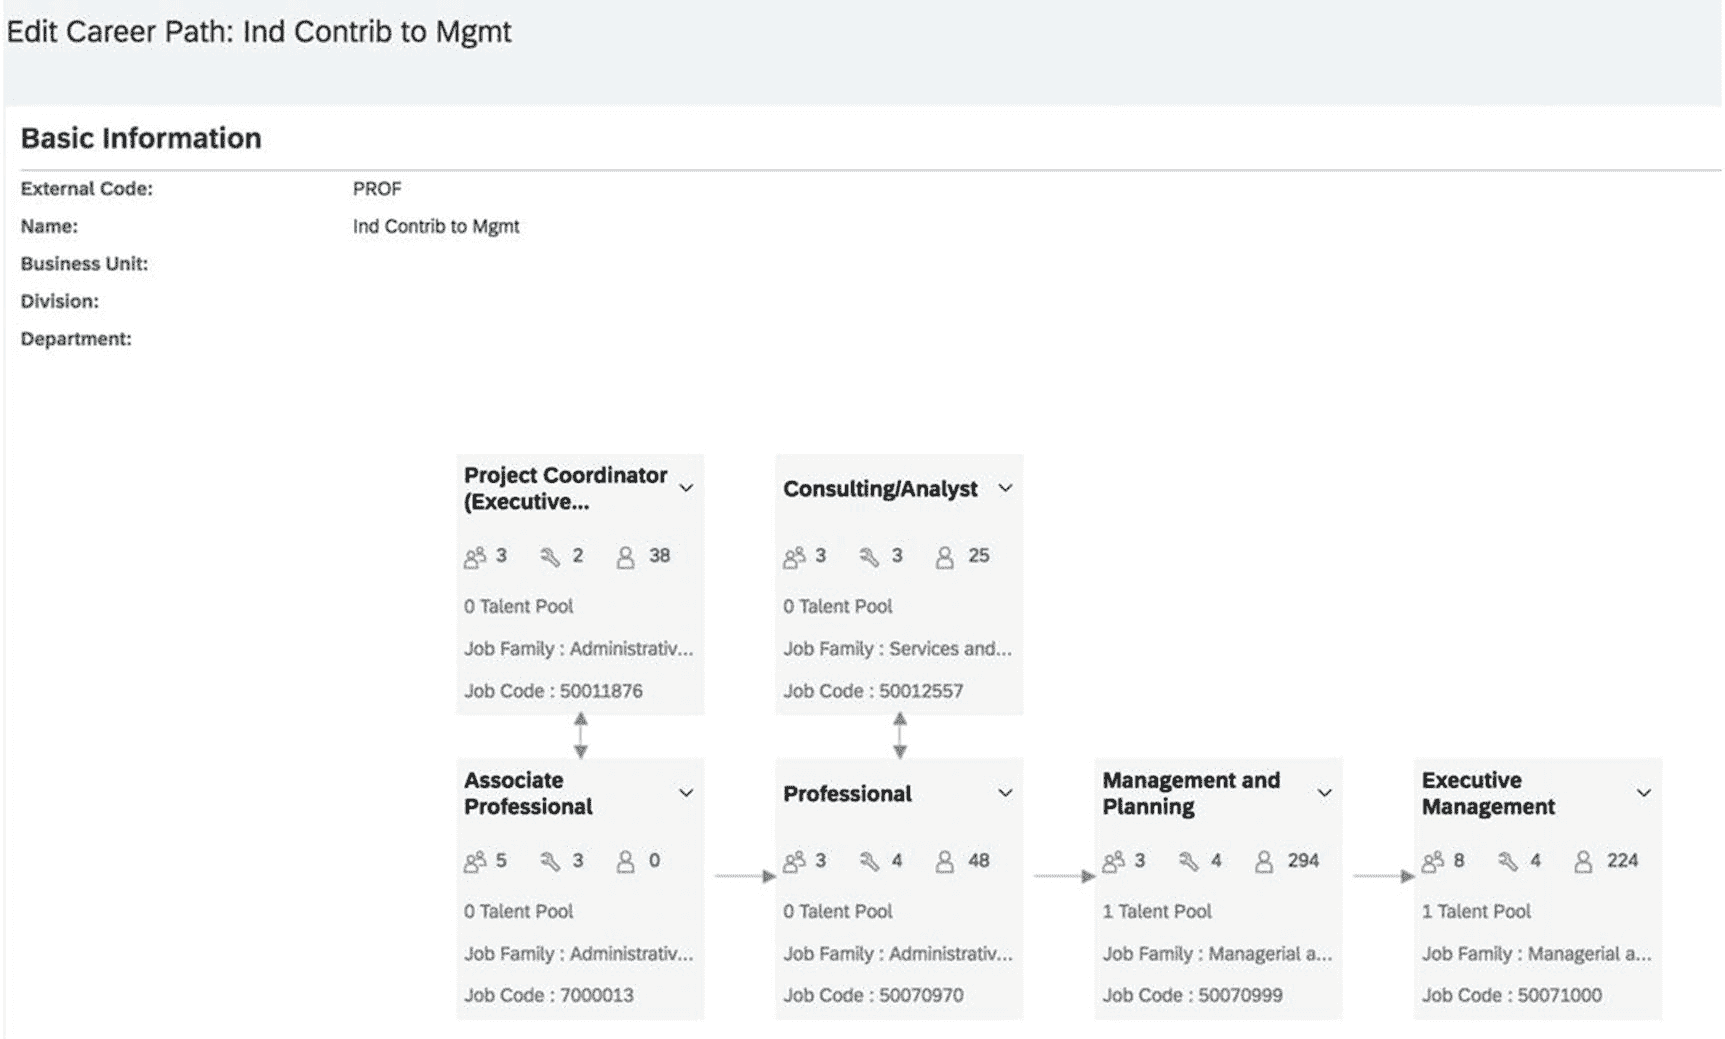 Edit Career Path: Ind Contrib to Mgmt
Basic Information
External Code: PROF
Name: Ind Contrib to Mgmt
Business Unit:
Division:
Department:
Project Coordinator
(Executive...
3 2 38
0 Talent Pool
Job Family : Administrativ...
Job Code : 50011876
Consulting/Analyst
3 3 25
0 Talent Pool
Job Family : Services and...
Job Code : 50012557
Associate
Professional
5 3 0
0 Talent Pool
Job Family : Administrativ...
Job Code : 7000013
Professional
3 4 48
0 Talent Pool
Job Family : Administrativ...
Job Code : 50070970
Management and
Planning
3 4 294
1 Talent Pool
Job Family : Managerial a...
Job Code : 50070999
Executive
Management
8 4 224
1 Talent Pool
Job Family : Managerial a...
Job Code : 50071000